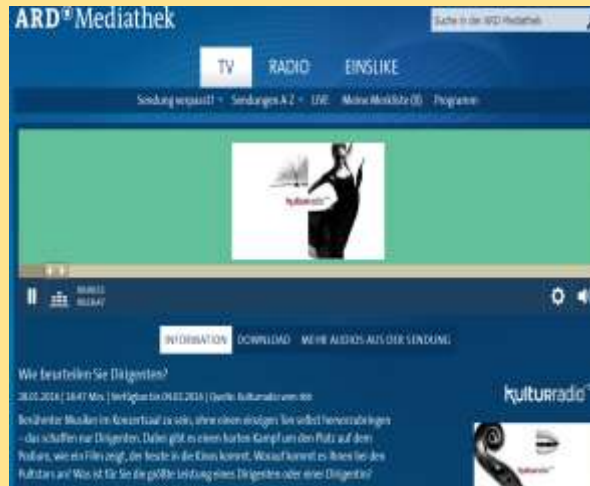 ARD Mediathek
Suche in der ARD Mediathek
TV RADIO EINSLIKE
Sendung verpasst? Sendungen A Z LIVE Meine Merkliste (0) Programm
kulturradio
INFORMATION DOWNLOAD MEHR AUDIOS AUS DER SENDUNG
Wie beurteilen Sie Dirigenten?
kulturradio
Berühmter Musiker im Konzertsaal zu sein, ohne einen einzigen Ton selbst hervorzubringen
- das schaffen nur Dirigenten. Dabei gibt es einen harten Kampf um den Platz auf dem
Podium, wie ein Film zeigt, der heute in die Kinos kommt. Worauf kommt es Ihnen bei den
Pultstars an? Was ist für Sie die größte Leistung eines Dirigenten oder einer Dirigentin?
kulturradio